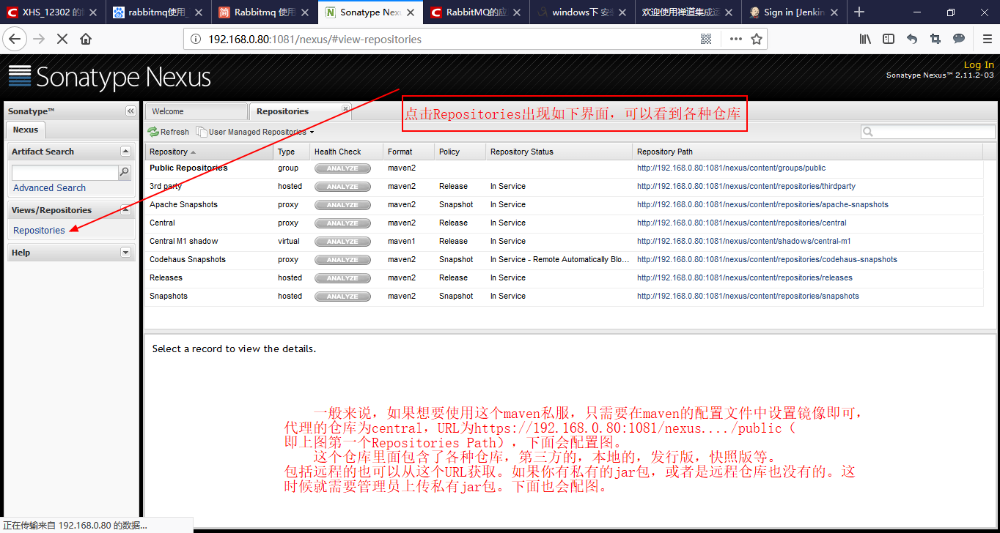 XHS_12302 的
rabbitmq使用_
Rabbitmq 使用
Sonatype Nex
RabbitMQ的应
windows下 安
欢迎使用禅道集成运
Sign in [Jenkin
192.168.0.80:1081/nexus/#view-repositories
Sonatype Nexus
Log In
Sonatype Nexus™ 2.11.2-03
Sonatype™
Nexus
Artifact Search
Advanced Search
Views/Repositories
Repositories
Help
Welcome
Repositories
点击Repositories出现如下界面，可以看到各种仓库
Refresh User Managed Repositories
Repository Type Health Check Format Policy Repository Status Repository Path
Public Repositories group ANALYZE maven2 http://192.168.0.80:1081/nexus/content/groups/public
3rd party hosted ANALYZE maven2 Release In Service http://192.168.0.80:1081/nexus/content/repositories/thirdparty
Apache Snapshots proxy ANALYZE maven2 Snapshot In Service http://192.168.0.80:1081/nexus/content/repositories/apache-snapshots
Central proxy ANALYZE maven2 Release In Service http://192.168.0.80:1081/nexus/content/repositories/central
Central M1 shadow virtual ANALYZE maven1 Release In Service http://192.168.0.80:1081/nexus/content/shadows/central-m1
Codehaus Snapshots proxy ANALYZE maven2 Snapshot In Service - Remote Automatically Blo... http://192.168.0.80:1081/nexus/content/repositories/codehaus-snapshots
Releases hosted ANALYZE maven2 Release In Service http://192.168.0.80:1081/nexus/content/repositories/releases
Snapshots hosted ANALYZE maven2 Snapshot In Service http://192.168.0.80:1081/nexus/content/repositories/snapshots
Select a record to view the details.
一般来说，如果想要使用这个maven私服，只需要在maven的配置文件中设置镜像即可，
代理的仓库为central，URL为https://192.168.0.80:1081/nexus..../public（
即上图第一个Repositories Path），下面会配置图。
这个仓库里面包含了各种仓库，第三方的，本地的，发行版，快照版等。
包括远程的也可以从这个URL获取。如果你有私有的jar包，或者是远程仓库也没有的。这
时候就需要管理员上传私有jar包。下面也会配图。
正在传输来自 192.168.0.80 的数据...